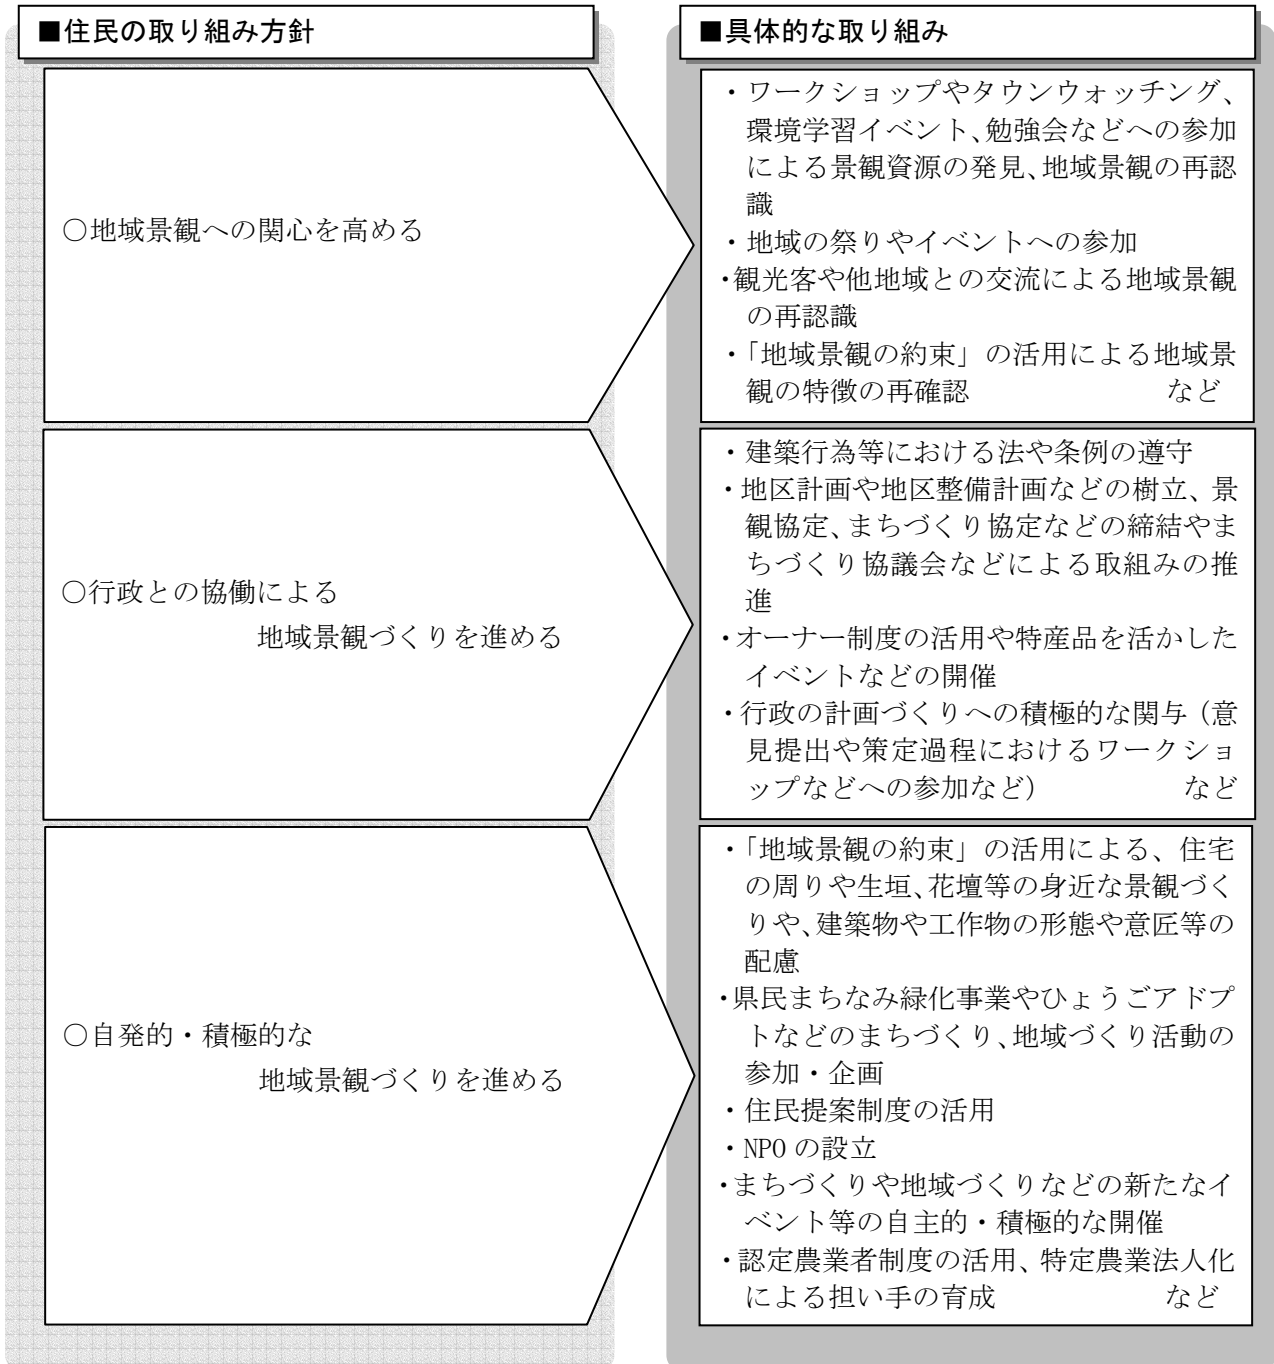 ■住民の取り組み方針
○地域景観への関心を高める
○行政との協働による
地域景観づくりを進める
○自発的・積極的な
地域景観づくりを進める
■具体的な取り組み
・ワークショップやタウンウォッチング、
環境学習イベント、勉強会などへの参加
による景観資源の発見、地域景観の再認
識
・地域の祭りやイベントへの参加
・観光客や他地域との交流による地域景観
の再認識
・「地域景観の約束」の活用による地域景
観の特徴の再確認 など
・建築行為等における法や条例の遵守
・地区計画や地区整備計画などの樹立、景
観協定、まちづくり協定などの締結やま
ちづくり協議会などによる取組みの推
進
・オーナー制度の活用や特産品を活かした
イベントなどの開催
・行政の計画づくりへの積極的な関与（意
見提出や策定過程におけるワークショ
ップなどへの参加など） など
・「地域景観の約束」の活用による、住宅
の周りや生垣、花壇等の身近な景観づく
りや、建築物や工作物の形態や意匠等の
配慮
・県民まちなみ緑化事業やひょうごアドプ
トなどのまちづくり、地域づくり活動の
参加・企画
・住民提案制度の活用
・NPOの設立
・まちづくりや地域づくりなどの新たなイ
ベント等の自主的・積極的な開催
・認定農業者制度の活用、特定農業法人化
による担い手の育成 など